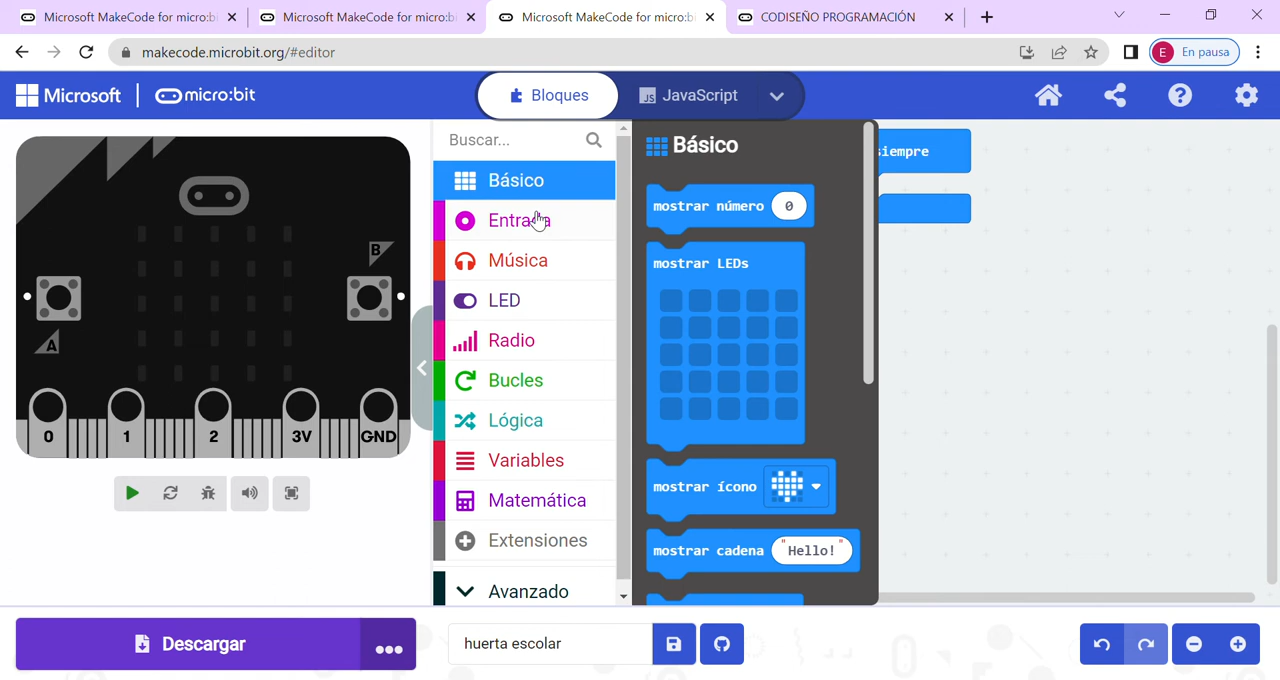 Microsoft MakeCode for micro:b
Microsoft MakeCode for micro:b
Microsoft MakeCode for micro:b
CODISEÑO PROGRAMACIÓN
makecode.microbit.org/#editor
E
En pausa
Microsoft
micro:bit
Bloques
JS JavaScript
Buscar...
Básico
Entrada
Música
LED
Radio
Bucles
Lógica
Variables
Matemática
Extensiones
Avanzado
Básico
mostrar número 0
mostrar LEDs
mostrar ícono
mostrar cadena "Hello!"
siempre
B
A
0 1 2 3V GND
Descargar
huerta escolar